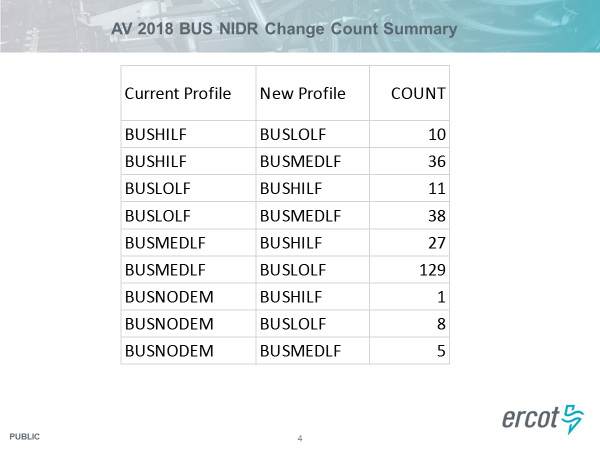 AV 2018 BUS NIDR Change Count Summary
Current Profile New Profile COUNT
BUSHILF BUSLOLF 10
BUSHILF BUSMEDLF 36
BUSLOLF BUSHILF 11
BUSLOLF BUSMEDLF 38
BUSMEDLF BUSHILF 27
BUSMEDLF BUSLOLF 129
BUSNODEM BUSHILF 1
BUSNODEM BUSLOLF 8
BUSNODEM BUSMEDLF 5
ercot
PUBLIC
4